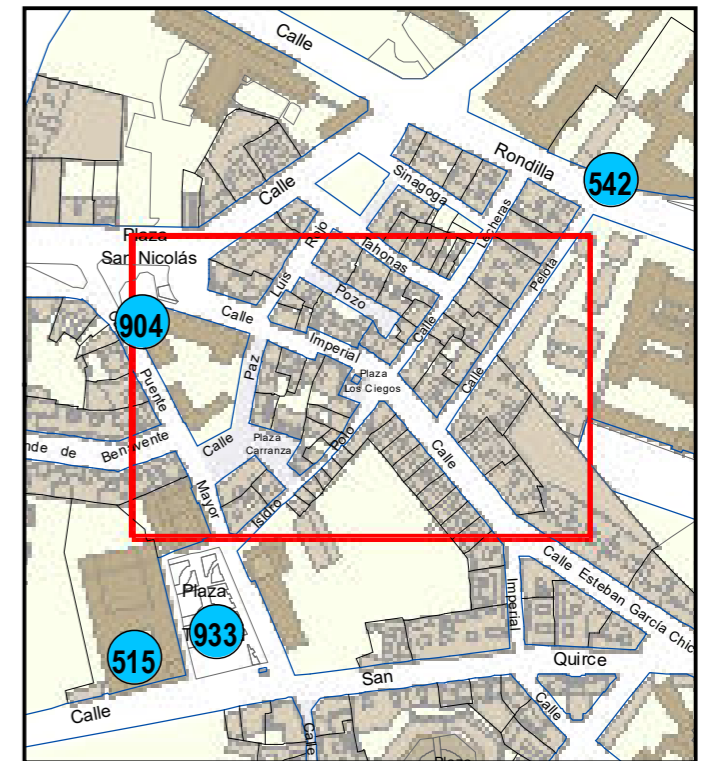 Calle
Rondilla
542
Sinagoga
Calle
Lecheras
Plaza
San Nicolás
Rojo
Tahonas
Pelota
Luis
Pozo
904
Calle
Imperial
Calle
Paz
Plaza
Los Ciegos
Puente
Calle
Polo
Calle
Plaza
Carranza
Calle
nde de Benavente
Mayor
Isidro
Calle Esteban García Chic
Plaza
Imperial
933
515
Quirce
San
Calle
Calle
Calle
Plaza